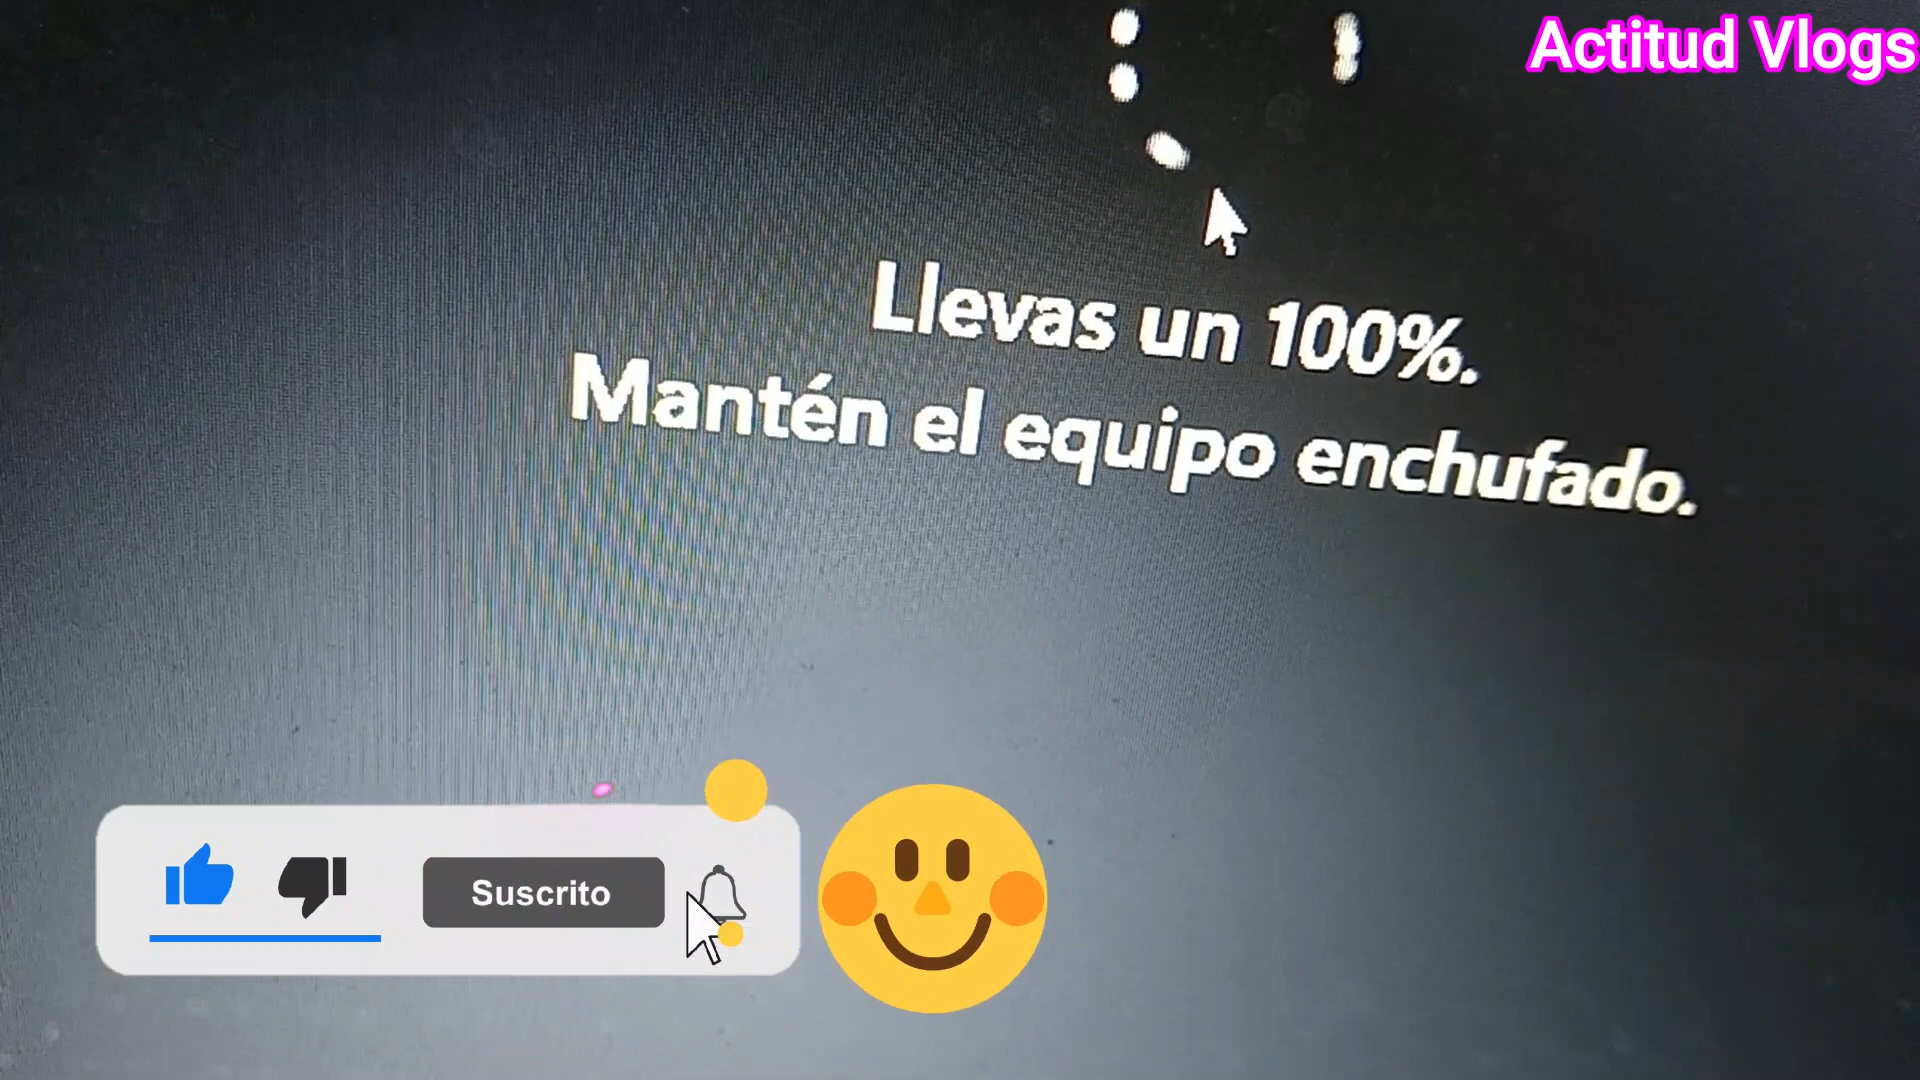 Actitud Vlogs
Llevas un 100%.
Mantén el equipo enchufado.
Suscrito